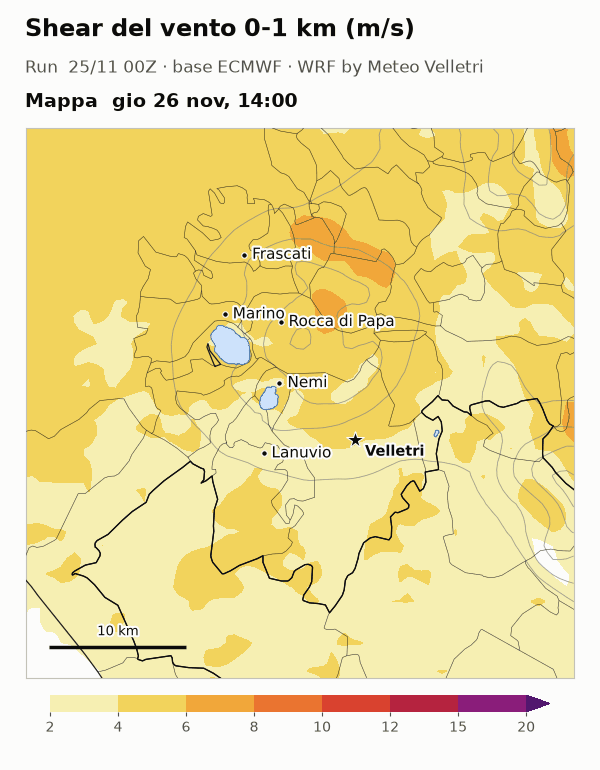 Shear del vento 0-1 km (m/s)
Run  25/11 00Z · base ECMWF · WRF by Meteo Velletri
Mappa  gio 26 nov, 14:00
Frascati
Marino
Rocca di Papa
Nemi
Velletri
Lanuvio
10 km
2 4 6 8 10 12 15 20